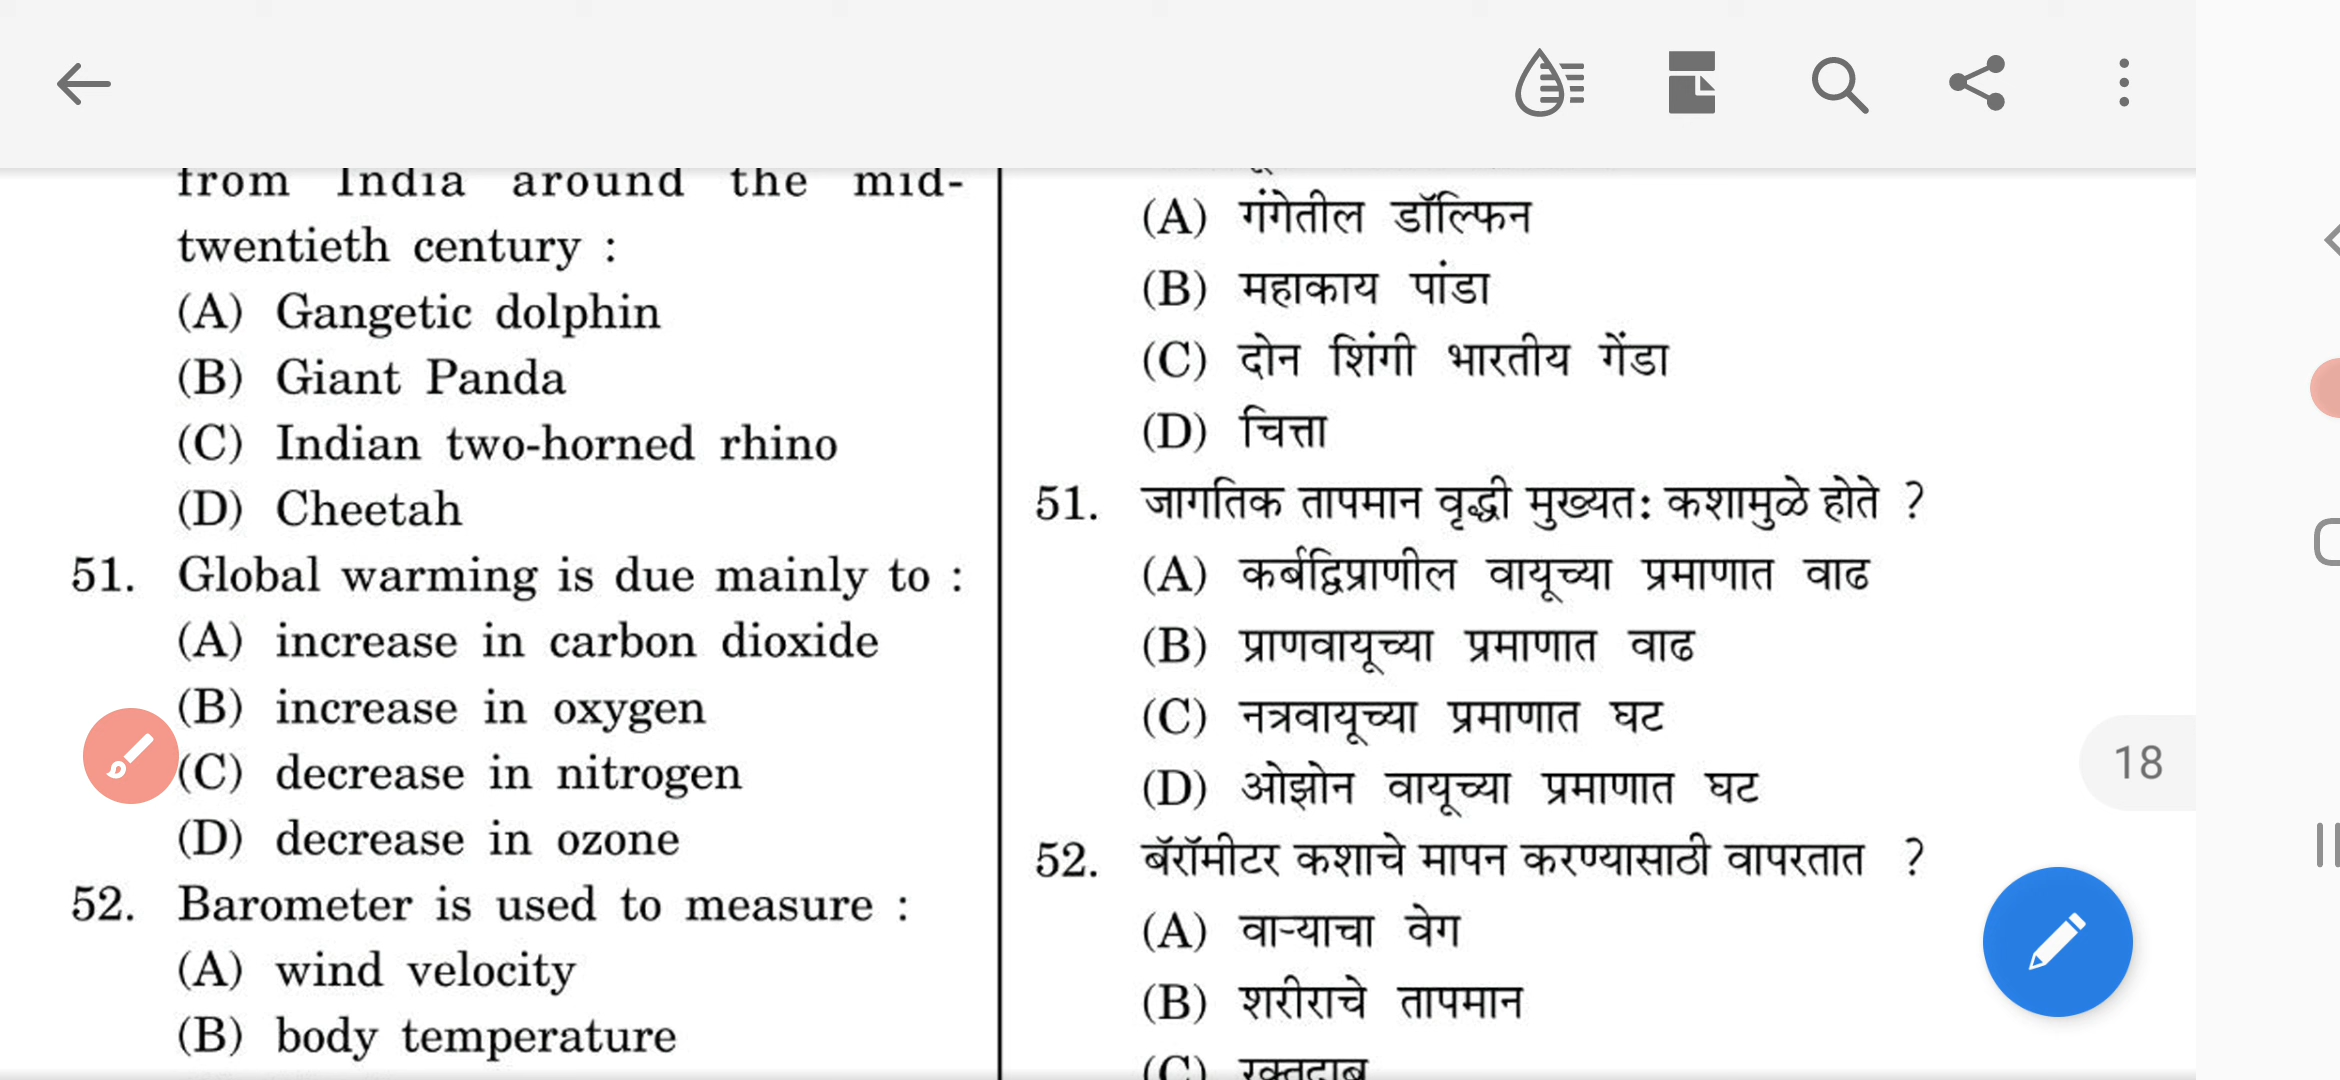 from India around the mid-
twentieth century :
(A) Gangetic dolphin
(B) Giant Panda
(C) Indian two-horned rhino
(D) Cheetah
51. Global warming is due mainly to :
(A) increase in carbon dioxide
(B) increase in oxygen
(C) decrease in nitrogen
(D) decrease in ozone
52. Barometer is used to measure :
(A) wind velocity
(B) body temperature
(A) गंगेतील डॉल्फिन
(B) महाकाय पांडा
(C) दोन शिंगी भारतीय गेंडा
(D) चित्ता
51. जागतिक तापमान वृद्धी मुख्यत: कशामुळे होते ?
(A) कर्बद्विप्राणील वायूच्या प्रमाणात वाढ
(B) प्राणवायूच्या प्रमाणात वाढ
(C) नत्रवायूच्या प्रमाणात घट
(D) ओझोन वायूच्या प्रमाणात घट
52. बॅरॉमीटर कशाचे मापन करण्यासाठी वापरतात ?
(A) वाऱ्याचा वेग
(B) शरीराचे तापमान
(C) रक्तदाब
18